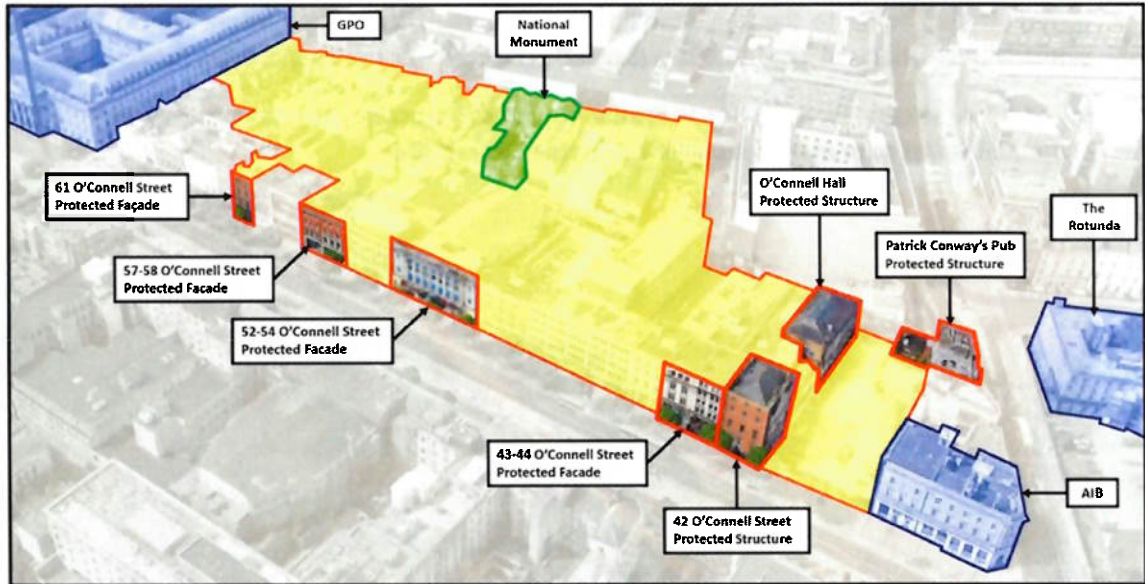 GPO
National
Monument
61 O'Connell Street
Protected Façade
O'Connell Hall
Protected Structure
The
Rotunda
Patrick Conway's Pub
Protected Structure
57-58 O'Connell Street
Protected Facade
52-54 O'Connell Street
Protected Facade
43-44 O'Connell Street
Protected Facade
42 O'Connell Street
Protected Structure
AIB